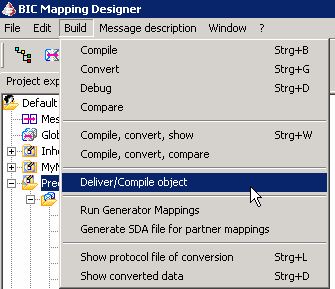 BIC Mapping Designer
File Edit Build Message description Window ?
Compile Strg+B
Convert Strg+G
Debug Strg+D
Compare
Compile, convert, show Strg+W
Compile, convert, compare
Deliver/Compile object
Run Generator Mappings
Generate SDA file for partner mappings
Show protocol file of conversion Strg+L
Show converted data Strg+D
Project exp
Default
Mes
Glob
Inhe
MyM
Pred